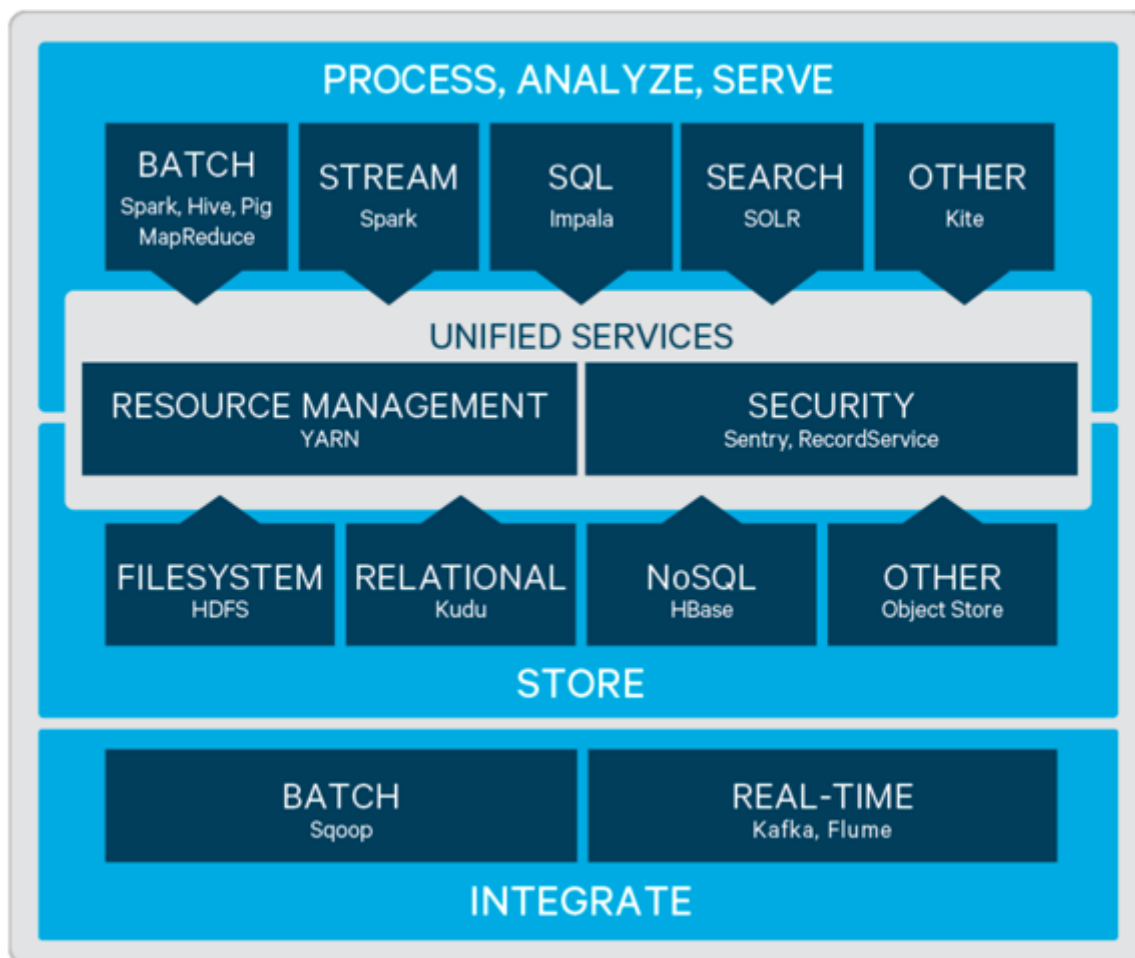 PROCESS, ANALYZE, SERVE
BATCH
Spark, Hive, Pig
MapReduce
STREAM
Spark
SQL
Impala
SEARCH
SOLR
OTHER
Kite
UNIFIED SERVICES
RESOURCE MANAGEMENT
YARN
SECURITY
Sentry, RecordService
FILESYSTEM
HDFS
RELATIONAL
Kudu
NoSQL
HBase
OTHER
Object Store
STORE
BATCH
Sqoop
REAL-TIME
Kafka, Flume
INTEGRATE